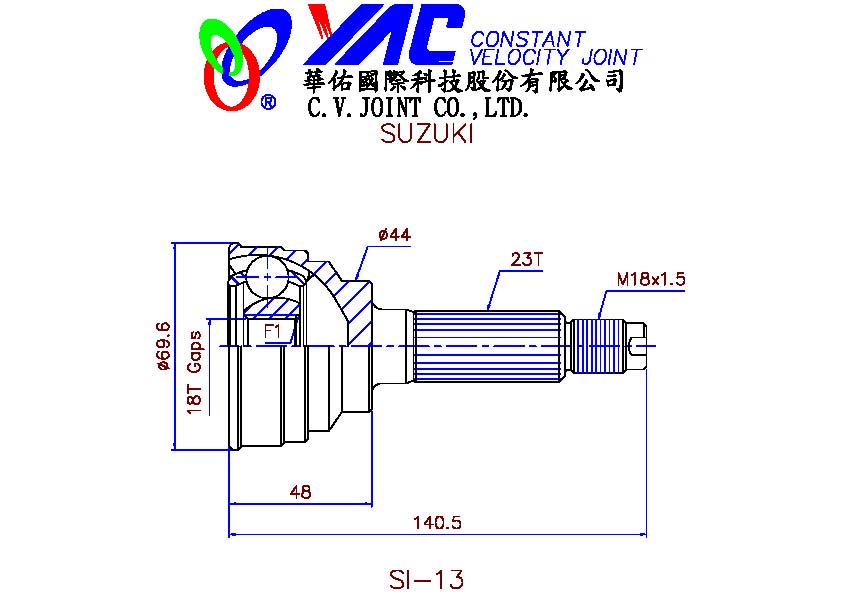 YAC CONSTANT
VELOCITY JOINT
®
華佑國際科技股份有限公司
C.V.JOINT CO.,LTD.
SUZUKI
ø44
23T
M18x1.5
F1
ø69.6
18T Gaps
48
140.5
SI-13